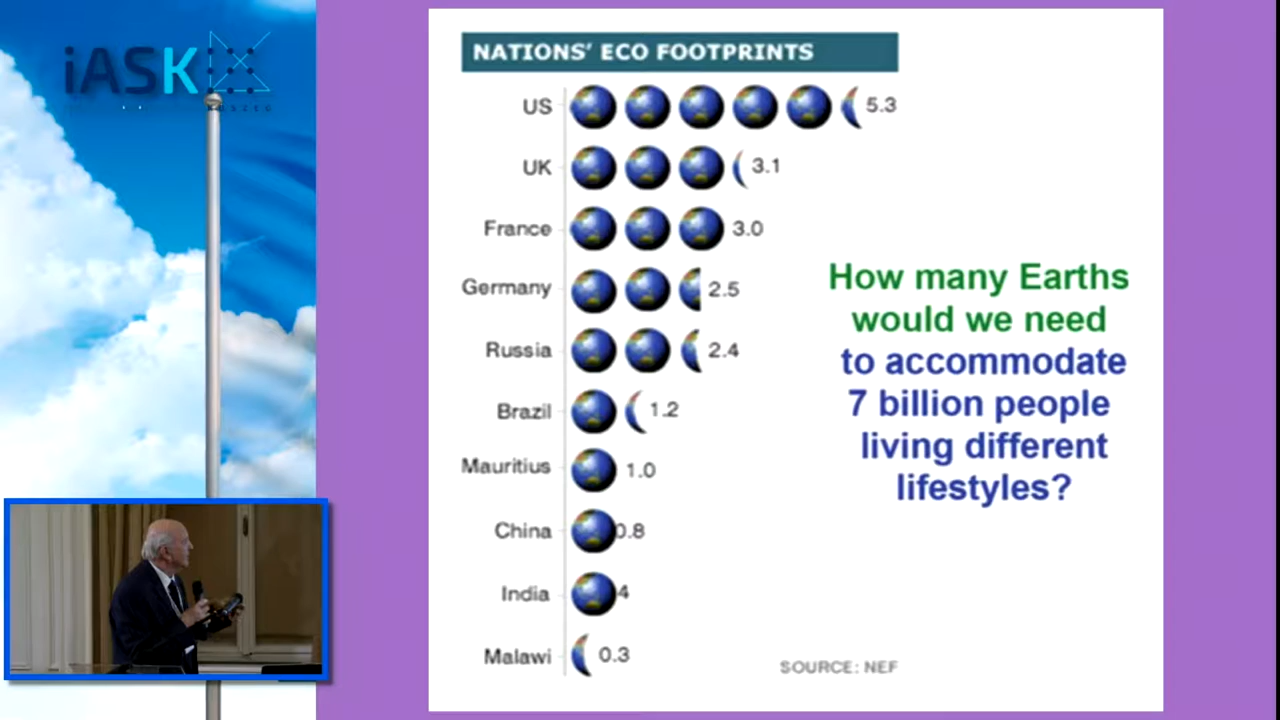 iASK
NATIONS' ECO FOOTPRINTS
US 5.3
UK 3.1
France 3.0
Germany 2.5
Russia 2.4
Brazil 1.2
Mauritius 1.0
China 0.8
India 4
Malawi 0.3
How many Earths
would we need
to accommodate
7 billion people
living different
lifestyles?
SOURCE: NEF